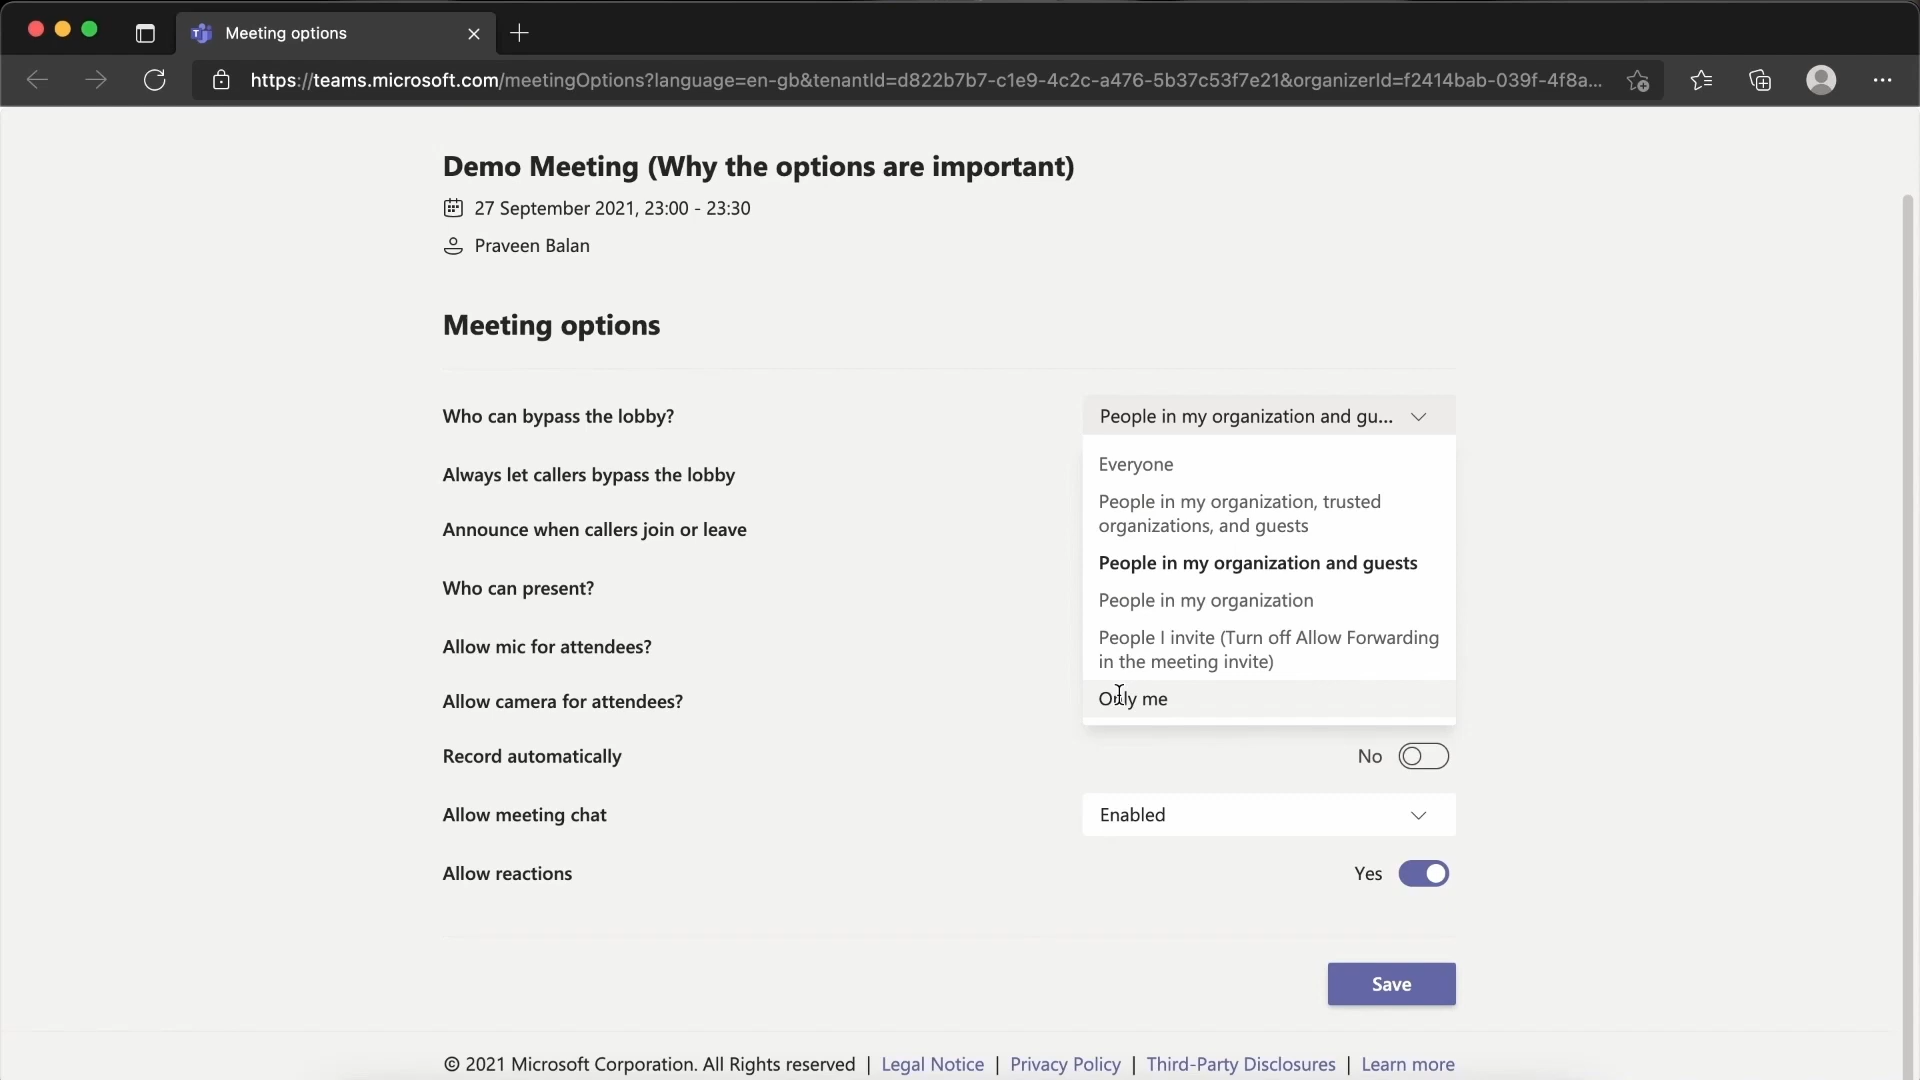 Meeting options
https://teams.microsoft.com/meetingOptions?language=en-gb&tenantId=d822b7b7-c1e9-4c2c-a476-5b37c53f7e21&organizerId=f2414bab-039f-4f8a...
Demo Meeting (Why the options are important)
27 September 2021, 23:00 - 23:30
Praveen Balan
Meeting options
Who can bypass the lobby?
People in my organization and gu...
Everyone
People in my organization, trusted
organizations, and guests
People in my organization and guests
People in my organization
People I invite (Turn off Allow Forwarding
in the meeting invite)
Only me
Always let callers bypass the lobby
Announce when callers join or leave
Who can present?
Allow mic for attendees?
Allow camera for attendees?
Record automatically
No
Allow meeting chat
Enabled
Allow reactions
Yes
Save
© 2021 Microsoft Corporation. All Rights reserved | Legal Notice | Privacy Policy | Third-Party Disclosures | Learn more